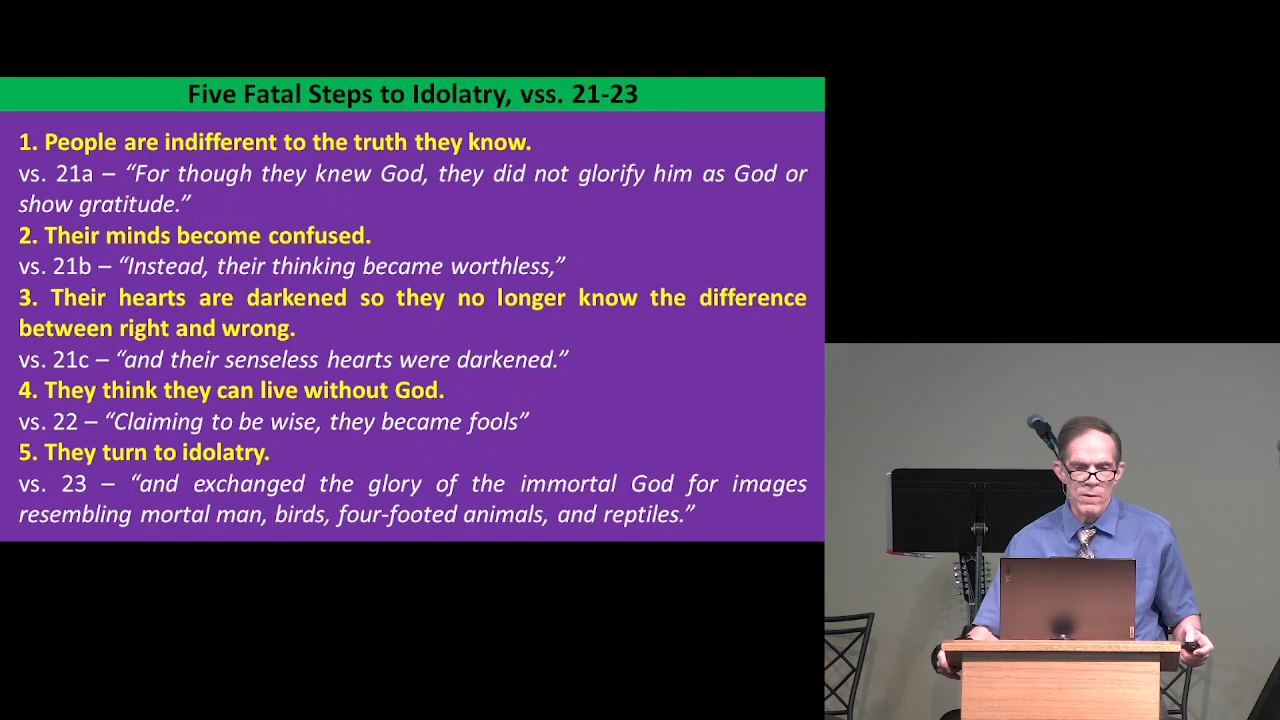 Five Fatal Steps to Idolatry, vss. 21-23
1. People are indifferent to the truth they know.
vs. 21a – “For though they knew God, they did not glorify him as God or
show gratitude.”
2. Their minds become confused.
vs. 21b – “Instead, their thinking became worthless,”
3. Their hearts are darkened so they no longer know the difference
between right and wrong.
vs. 21c – “and their senseless hearts were darkened.”
4. They think they can live without God.
vs. 22 – “Claiming to be wise, they became fools”
5. They turn to idolatry.
vs. 23 – “and exchanged the glory of the immortal God for images
resembling mortal man, birds, four-footed animals, and reptiles.”